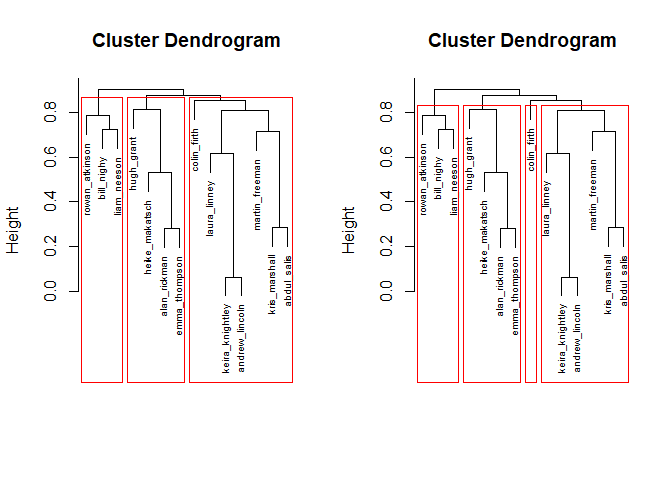 Cluster Dendrogram
Height
0.0 0.2 0.4 0.6 0.8
rowan_atkinson
bill_nighy
liam_neeson
hugh_grant
heike_makatsch
alan_rickman
emma_thompson
colin_firth
laura_linney
keira_knightley
andrew_lincoln
martin_freeman
kris_marshall
abdul_salis
Cluster Dendrogram
Height
0.0 0.2 0.4 0.6 0.8
rowan_atkinson
bill_nighy
liam_neeson
hugh_grant
heike_makatsch
alan_rickman
emma_thompson
colin_firth
laura_linney
keira_knightley
andrew_lincoln
martin_freeman
kris_marshall
abdul_salis